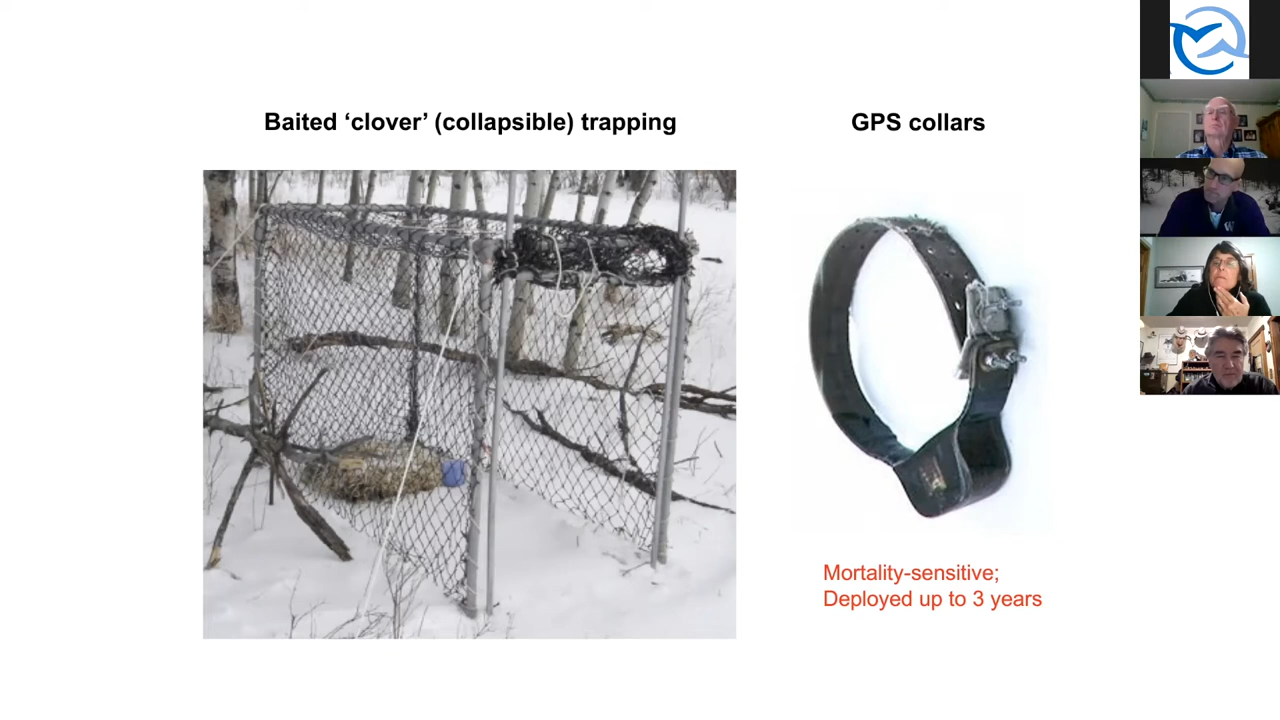 Baited ‘clover’ (collapsible) trapping
GPS collars
Mortality-sensitive;
Deployed up to 3 years
W